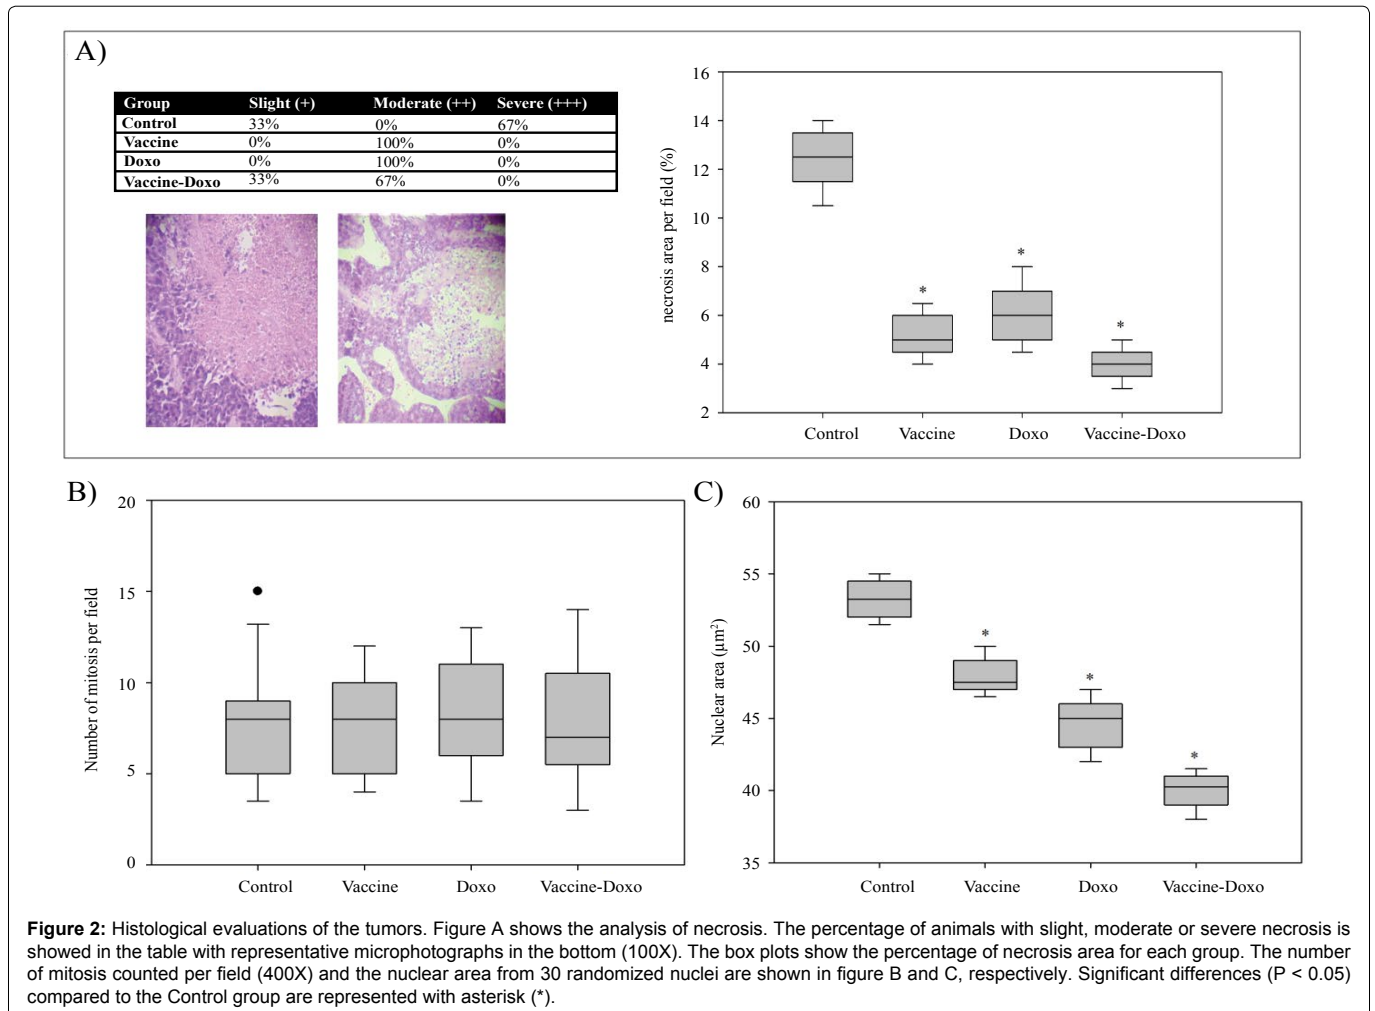 A)
Group Slight (+) Moderate (++) Severe (+++)
Control 33% 0% 67%
Vaccine 0% 100% 0%
Doxo 0% 100% 0%
Vaccine-Doxo 33% 67% 0%
necrosis area per field (%)
16
14
12
10
8
6
4
2
*
*
*
Control Vaccine Doxo Vaccine-Doxo
B)
Number of mitosis per field
20
15
10
5
0
Control Vaccine Doxo Vaccine-Doxo
C)
Nuclear area (µm²)
60
55
50
45
40
35
*
*
*
Control Vaccine Doxo Vaccine-Doxo
Figure 2: Histological evaluations of the tumors. Figure A shows the analysis of necrosis. The percentage of animals with slight, moderate or severe necrosis is
showed in the table with representative microphotographs in the bottom (100X). The box plots show the percentage of necrosis area for each group. The number
of mitosis counted per field (400X) and the nuclear area from 30 randomized nuclei are shown in figure B and C, respectively. Significant differences (P < 0.05)
compared to the Control group are represented with asterisk (*).